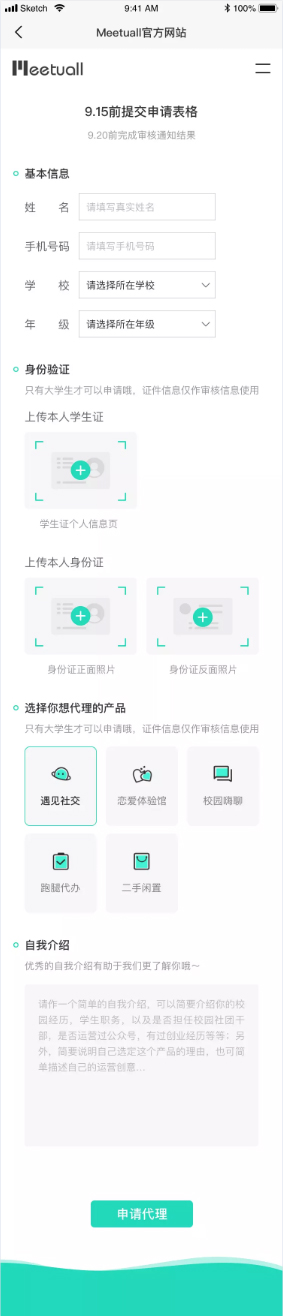 Sketch 9:41 AM 100%
Meetuall官方网站
Meetuall
9.15前提交申请表格
9.20前完成审核通知结果
基本信息
姓 名 请填写真实姓名
手机号码 请填写手机号码
学 校 请选择所在学校
年 级 请选择所在年级
身份验证
只有大学生才可以申请哦，证件信息仅作审核信息使用
上传本人学生证
学生证个人信息页
上传本人身份证
身份证正面照片 身份证反面照片
选择你想代理的产品
只有大学生才可以申请哦，证件信息仅作审核信息使用
遇见社交 恋爱体验馆 校园嗨聊
跑腿代办 二手闲置
自我介绍
优秀的自我介绍有助于我们更了解你哦～
请作一个简单的自我介绍，可以简要介绍你的校
园经历，学生职务，以及是否担任校园社团干
部，是否运营过公众号，有过创业经历等等；另
外，简要说明自己选定这个产品的理由，也可简
单描述自己的运营创意...
申请代理